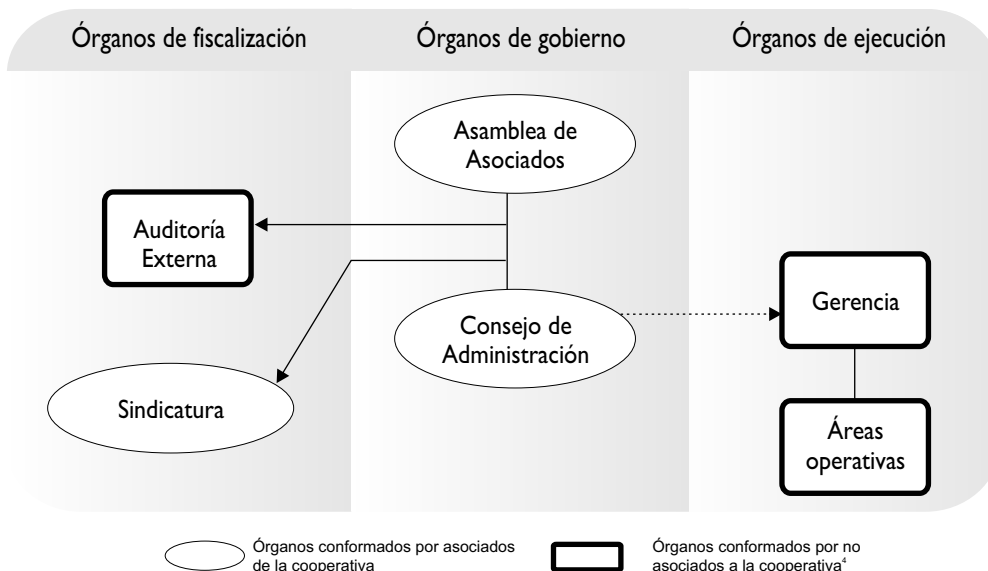 Órganos de fiscalización
Órganos de gobierno
Órganos de ejecución
Asamblea de
Asociados
Auditoría
Externa
Consejo de
Administración
Gerencia
Sindicatura
Áreas
operativas
Órganos conformados por asociados
de la cooperativa
Órganos conformados por no
asociados a la cooperativa⁴